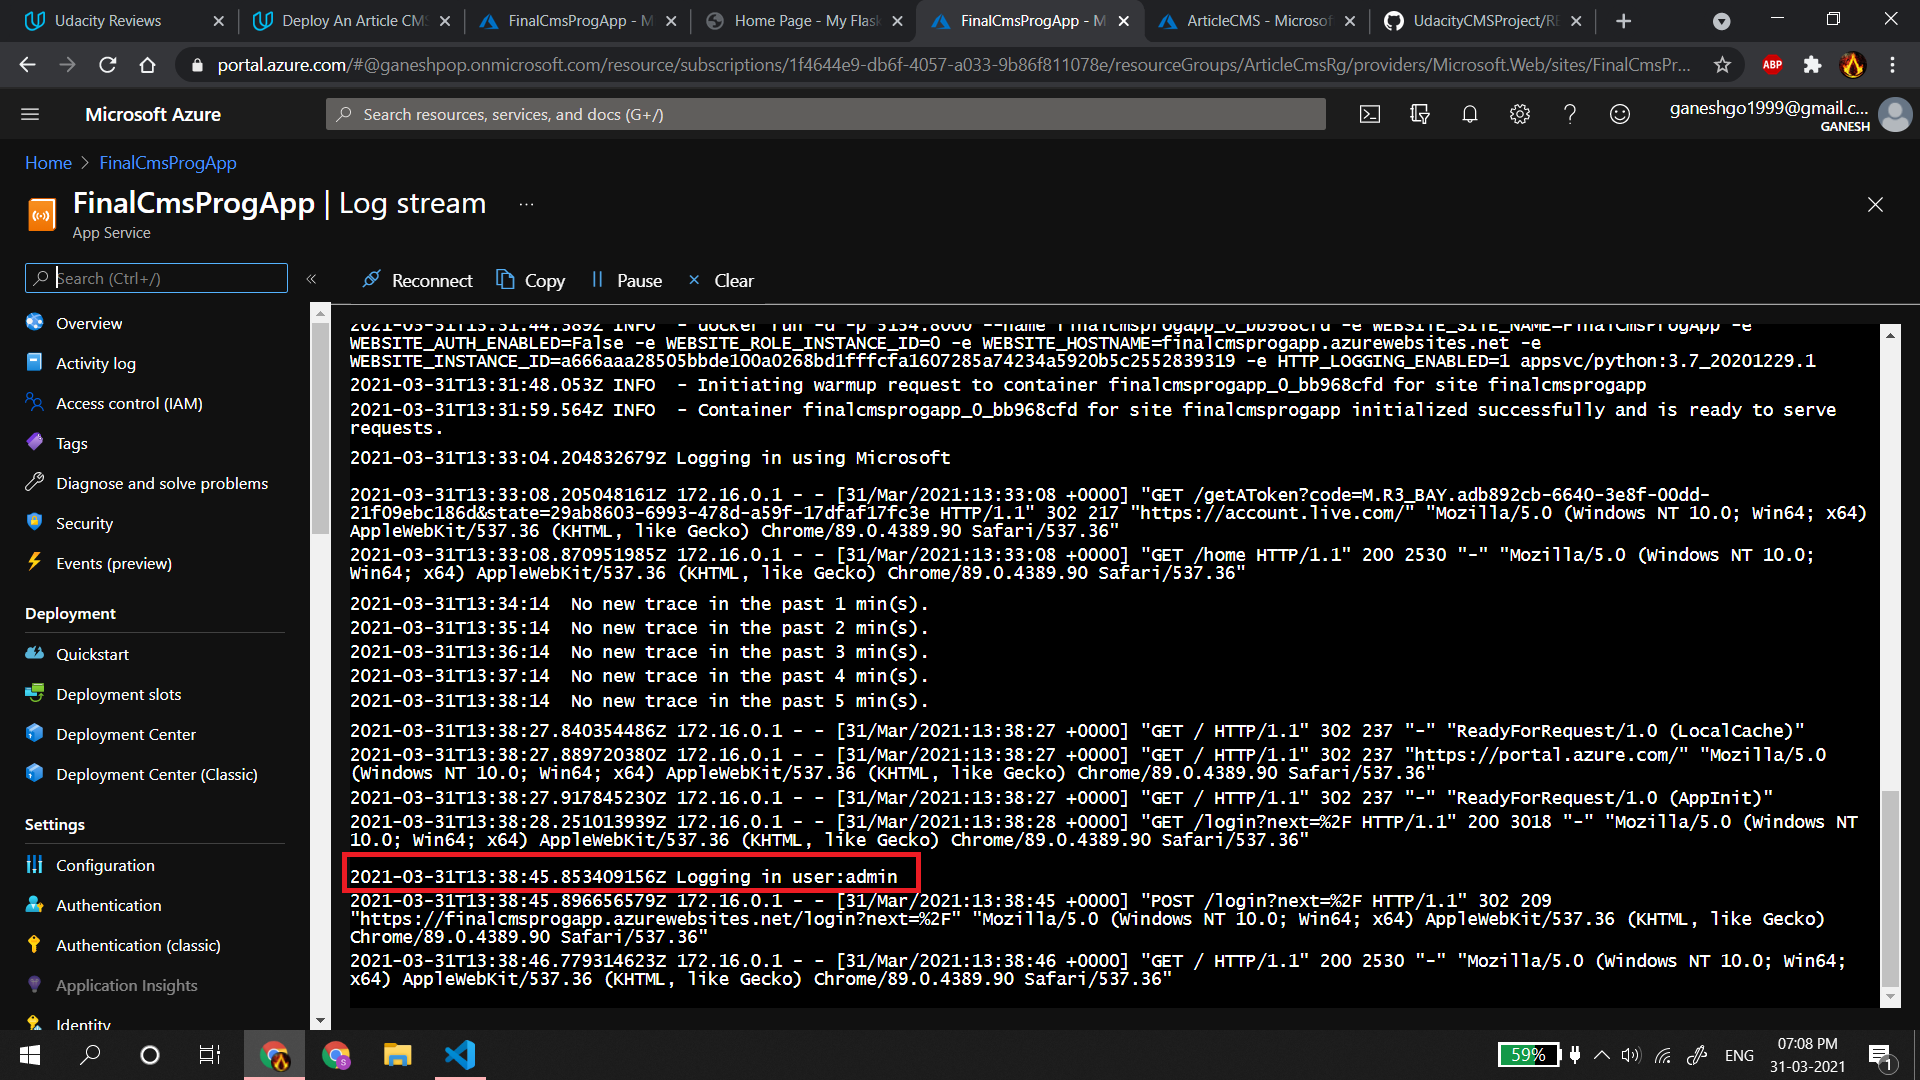 Udacity Reviews
Deploy An Article CMS
FinalCmsProgApp - M
Home Page - My Flask
FinalCmsProgApp - M
ArticleCMS - Microsof
UdacityCMSProject/RE
portal.azure.com/#@ganeshpop.onmicrosoft.com/resource/subscriptions/1f4644e9-db6f-4057-a033-9b86f811078e/resourceGroups/ArticleCmsRg/providers/Microsoft.Web/sites/FinalCmsPr...
ABP
Microsoft Azure
Search resources, services, and docs (G+/)
ganeshgo1999@gmail.c...
GANESH
Home > FinalCmsProgApp
FinalCmsProgApp | Log stream ...
App Service
Search (Ctrl+/)
«
Reconnect
Copy
Pause
Clear
Overview
Activity log
Access control (IAM)
Tags
Diagnose and solve problems
Security
Events (preview)
Deployment
Quickstart
Deployment slots
Deployment Center
Deployment Center (Classic)
Settings
Configuration
Authentication
Authentication (classic)
Application Insights
Identity
2021-03-31T13:31:44.389Z INFO  - docker run -d -p 5154:8000 --name finalcmsprogapp_0_bb968cfd -e WEBSITE_SITE_NAME=FinalCmsProgApp -e
WEBSITE_AUTH_ENABLED=False -e WEBSITE_ROLE_INSTANCE_ID=0 -e WEBSITE_HOSTNAME=finalcmsprogapp.azurewebsites.net -e
WEBSITE_INSTANCE_ID=a666aaa28505bbde100a0268bd1fffcfa1607285a74234a5920b5c2552839319 -e HTTP_LOGGING_ENABLED=1 appsvc/python:3.7_20201229.1
2021-03-31T13:31:48.053Z INFO  - Initiating warmup request to container finalcmsprogapp_0_bb968cfd for site finalcmsprogapp
2021-03-31T13:31:59.564Z INFO  - Container finalcmsprogapp_0_bb968cfd for site finalcmsprogapp initialized successfully and is ready to serve
requests.
2021-03-31T13:33:04.204832679Z Logging in using Microsoft
2021-03-31T13:33:08.205048161Z 172.16.0.1 - - [31/Mar/2021:13:33:08 +0000] "GET /getAToken?code=M.R3_BAY.adb892cb-6640-3e8f-00dd-
21f09ebc186d&state=29ab8603-6993-478d-a59f-17dfaf17fc3e HTTP/1.1" 302 217 "https://account.live.com/" "Mozilla/5.0 (Windows NT 10.0; Win64; x64)
AppleWebKit/537.36 (KHTML, like Gecko) Chrome/89.0.4389.90 Safari/537.36"
2021-03-31T13:33:08.870951985Z 172.16.0.1 - - [31/Mar/2021:13:33:08 +0000] "GET /home HTTP/1.1" 200 2530 "-" "Mozilla/5.0 (Windows NT 10.0;
Win64; x64) AppleWebKit/537.36 (KHTML, like Gecko) Chrome/89.0.4389.90 Safari/537.36"
2021-03-31T13:34:14  No new trace in the past 1 min(s).
2021-03-31T13:35:14  No new trace in the past 2 min(s).
2021-03-31T13:36:14  No new trace in the past 3 min(s).
2021-03-31T13:37:14  No new trace in the past 4 min(s).
2021-03-31T13:38:14  No new trace in the past 5 min(s).
2021-03-31T13:38:27.840354486Z 172.16.0.1 - - [31/Mar/2021:13:38:27 +0000] "GET / HTTP/1.1" 302 237 "-" "ReadyForRequest/1.0 (LocalCache)"
2021-03-31T13:38:27.889720380Z 172.16.0.1 - - [31/Mar/2021:13:38:27 +0000] "GET / HTTP/1.1" 302 237 "https://portal.azure.com/" "Mozilla/5.0
(Windows NT 10.0; Win64; x64) AppleWebKit/537.36 (KHTML, like Gecko) Chrome/89.0.4389.90 Safari/537.36"
2021-03-31T13:38:27.917845230Z 172.16.0.1 - - [31/Mar/2021:13:38:27 +0000] "GET / HTTP/1.1" 302 237 "-" "ReadyForRequest/1.0 (AppInit)"
2021-03-31T13:38:28.251013939Z 172.16.0.1 - - [31/Mar/2021:13:38:28 +0000] "GET /login?next=%2F HTTP/1.1" 200 3018 "-" "Mozilla/5.0 (Windows NT
10.0; Win64; x64) AppleWebKit/537.36 (KHTML, like Gecko) Chrome/89.0.4389.90 Safari/537.36"
2021-03-31T13:38:45.853409156Z Logging in user:admin
2021-03-31T13:38:45.896656579Z 172.16.0.1 - - [31/Mar/2021:13:38:45 +0000] "POST /login?next=%2F HTTP/1.1" 302 209
"https://finalcmsprogapp.azurewebsites.net/login?next=%2F" "Mozilla/5.0 (Windows NT 10.0; Win64; x64) AppleWebKit/537.36 (KHTML, like Gecko)
Chrome/89.0.4389.90 Safari/537.36"
2021-03-31T13:38:46.779314623Z 172.16.0.1 - - [31/Mar/2021:13:38:46 +0000] "GET / HTTP/1.1" 200 2530 "-" "Mozilla/5.0 (Windows NT 10.0; Win64;
x64) AppleWebKit/537.36 (KHTML, like Gecko) Chrome/89.0.4389.90 Safari/537.36"
S
59%
ENG
07:08 PM
31-03-2021
1